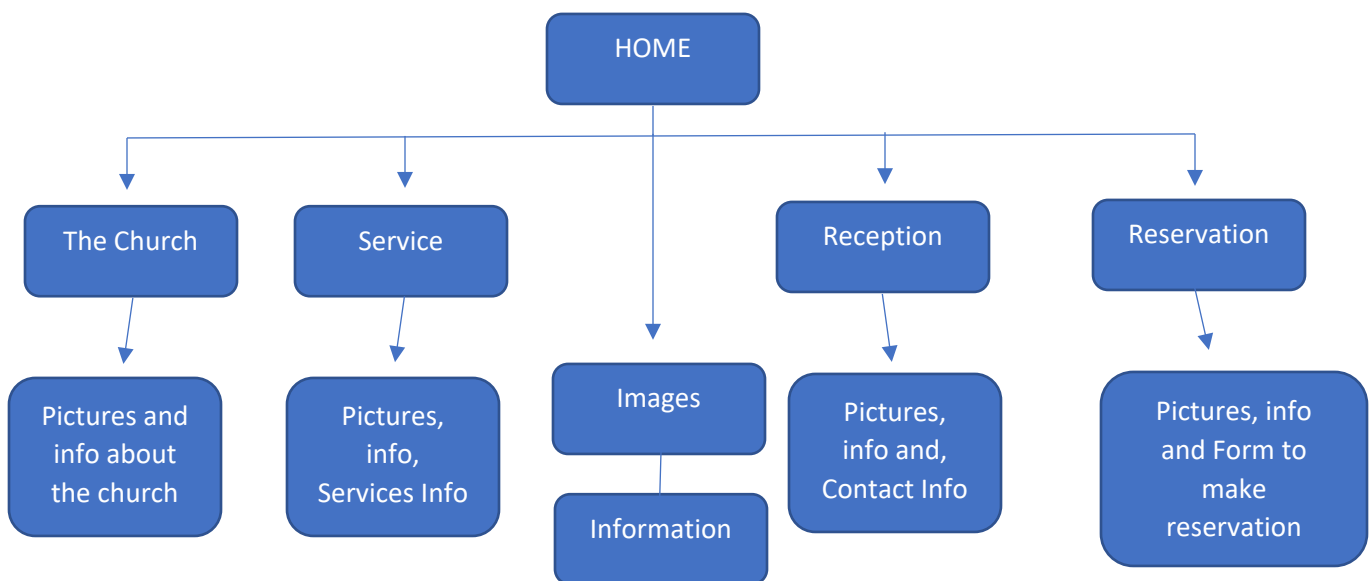 HOME
The Church
Service
Reception
Reservation
Images
Information
Pictures and
info about
the church
Pictures,
info,
Services Info
Pictures,
info and,
Contact Info
Pictures, info
and Form to
make
reservation